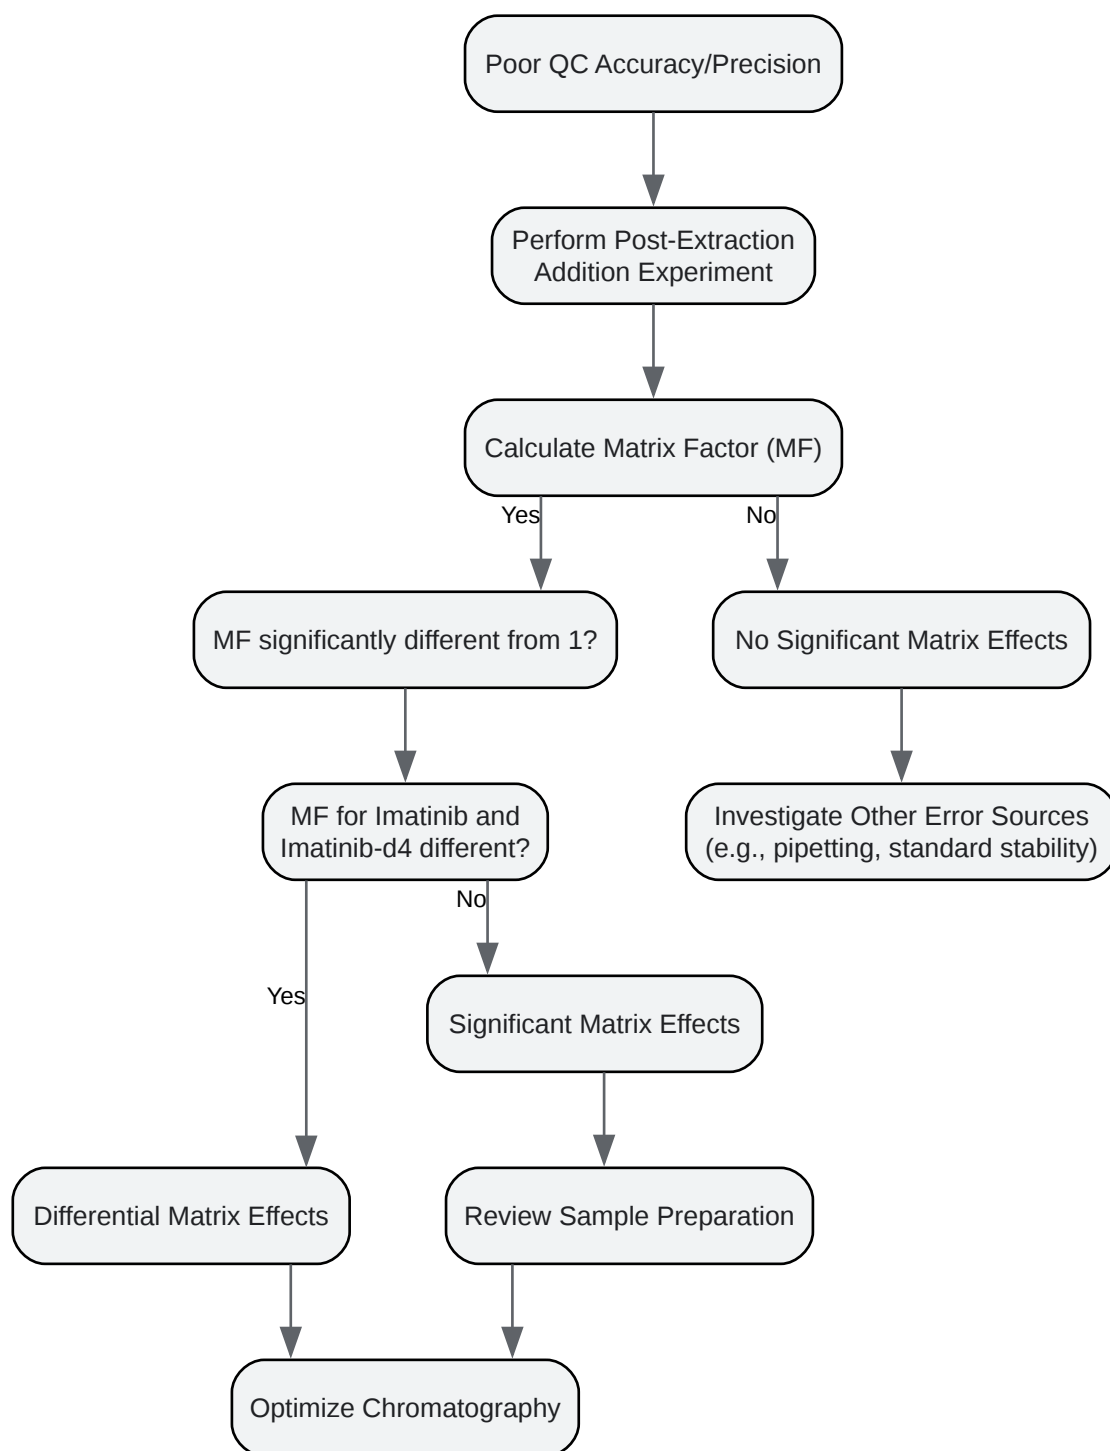 Poor QC Accuracy/Precision
Perform Post-Extraction
Addition Experiment
Calculate Matrix Factor (MF)
Yes
No
MF significantly different from 1?
No Significant Matrix Effects
MF for Imatinib and
Imatinib-d4 different?
Investigate Other Error Sources
(e.g., pipetting, standard stability)
No
Yes
Significant Matrix Effects
Differential Matrix Effects
Review Sample Preparation
Optimize Chromatography